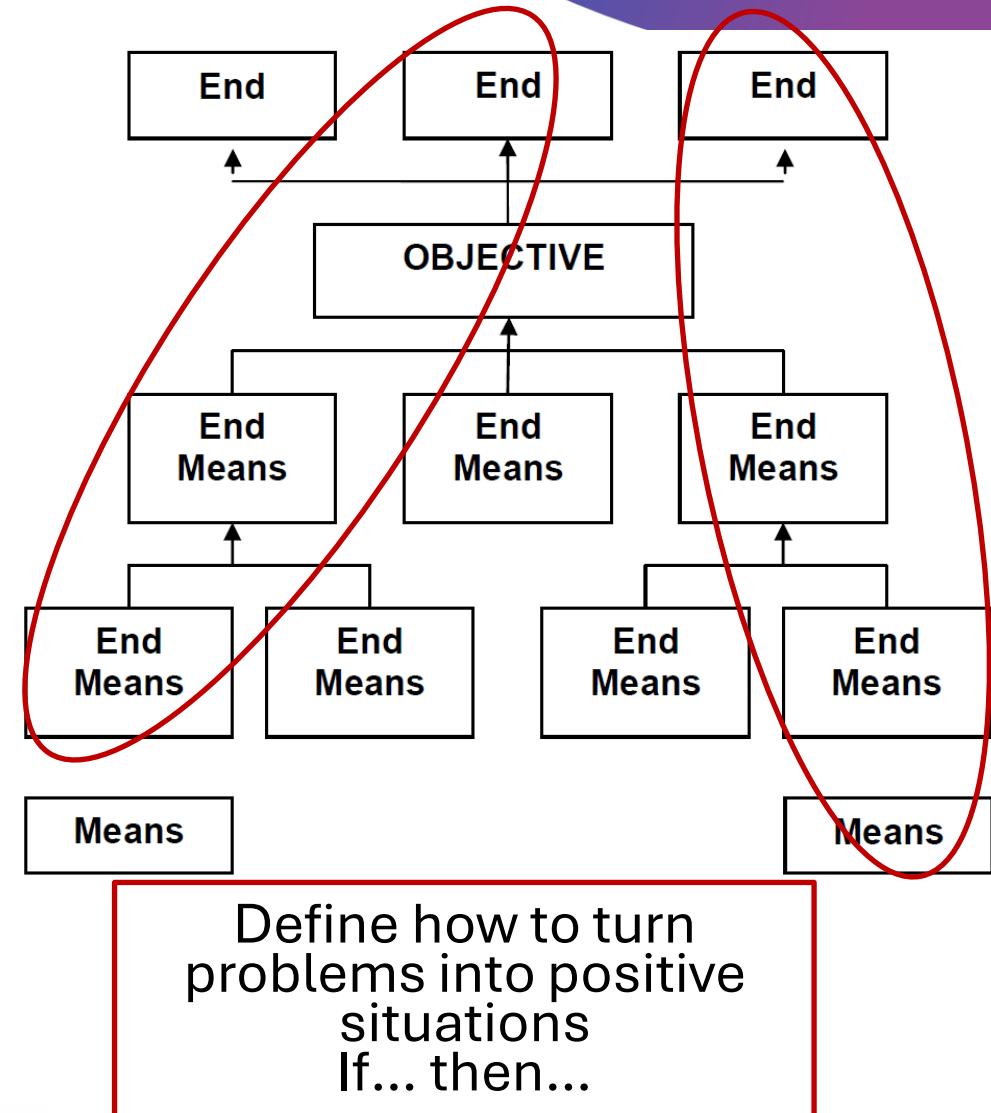 End End End
OBJECTIVE
End End End
Means Means Means
End End End End
Means Means Means Means
Means Means
Define how to turn
problems into positive
situations
If... then...